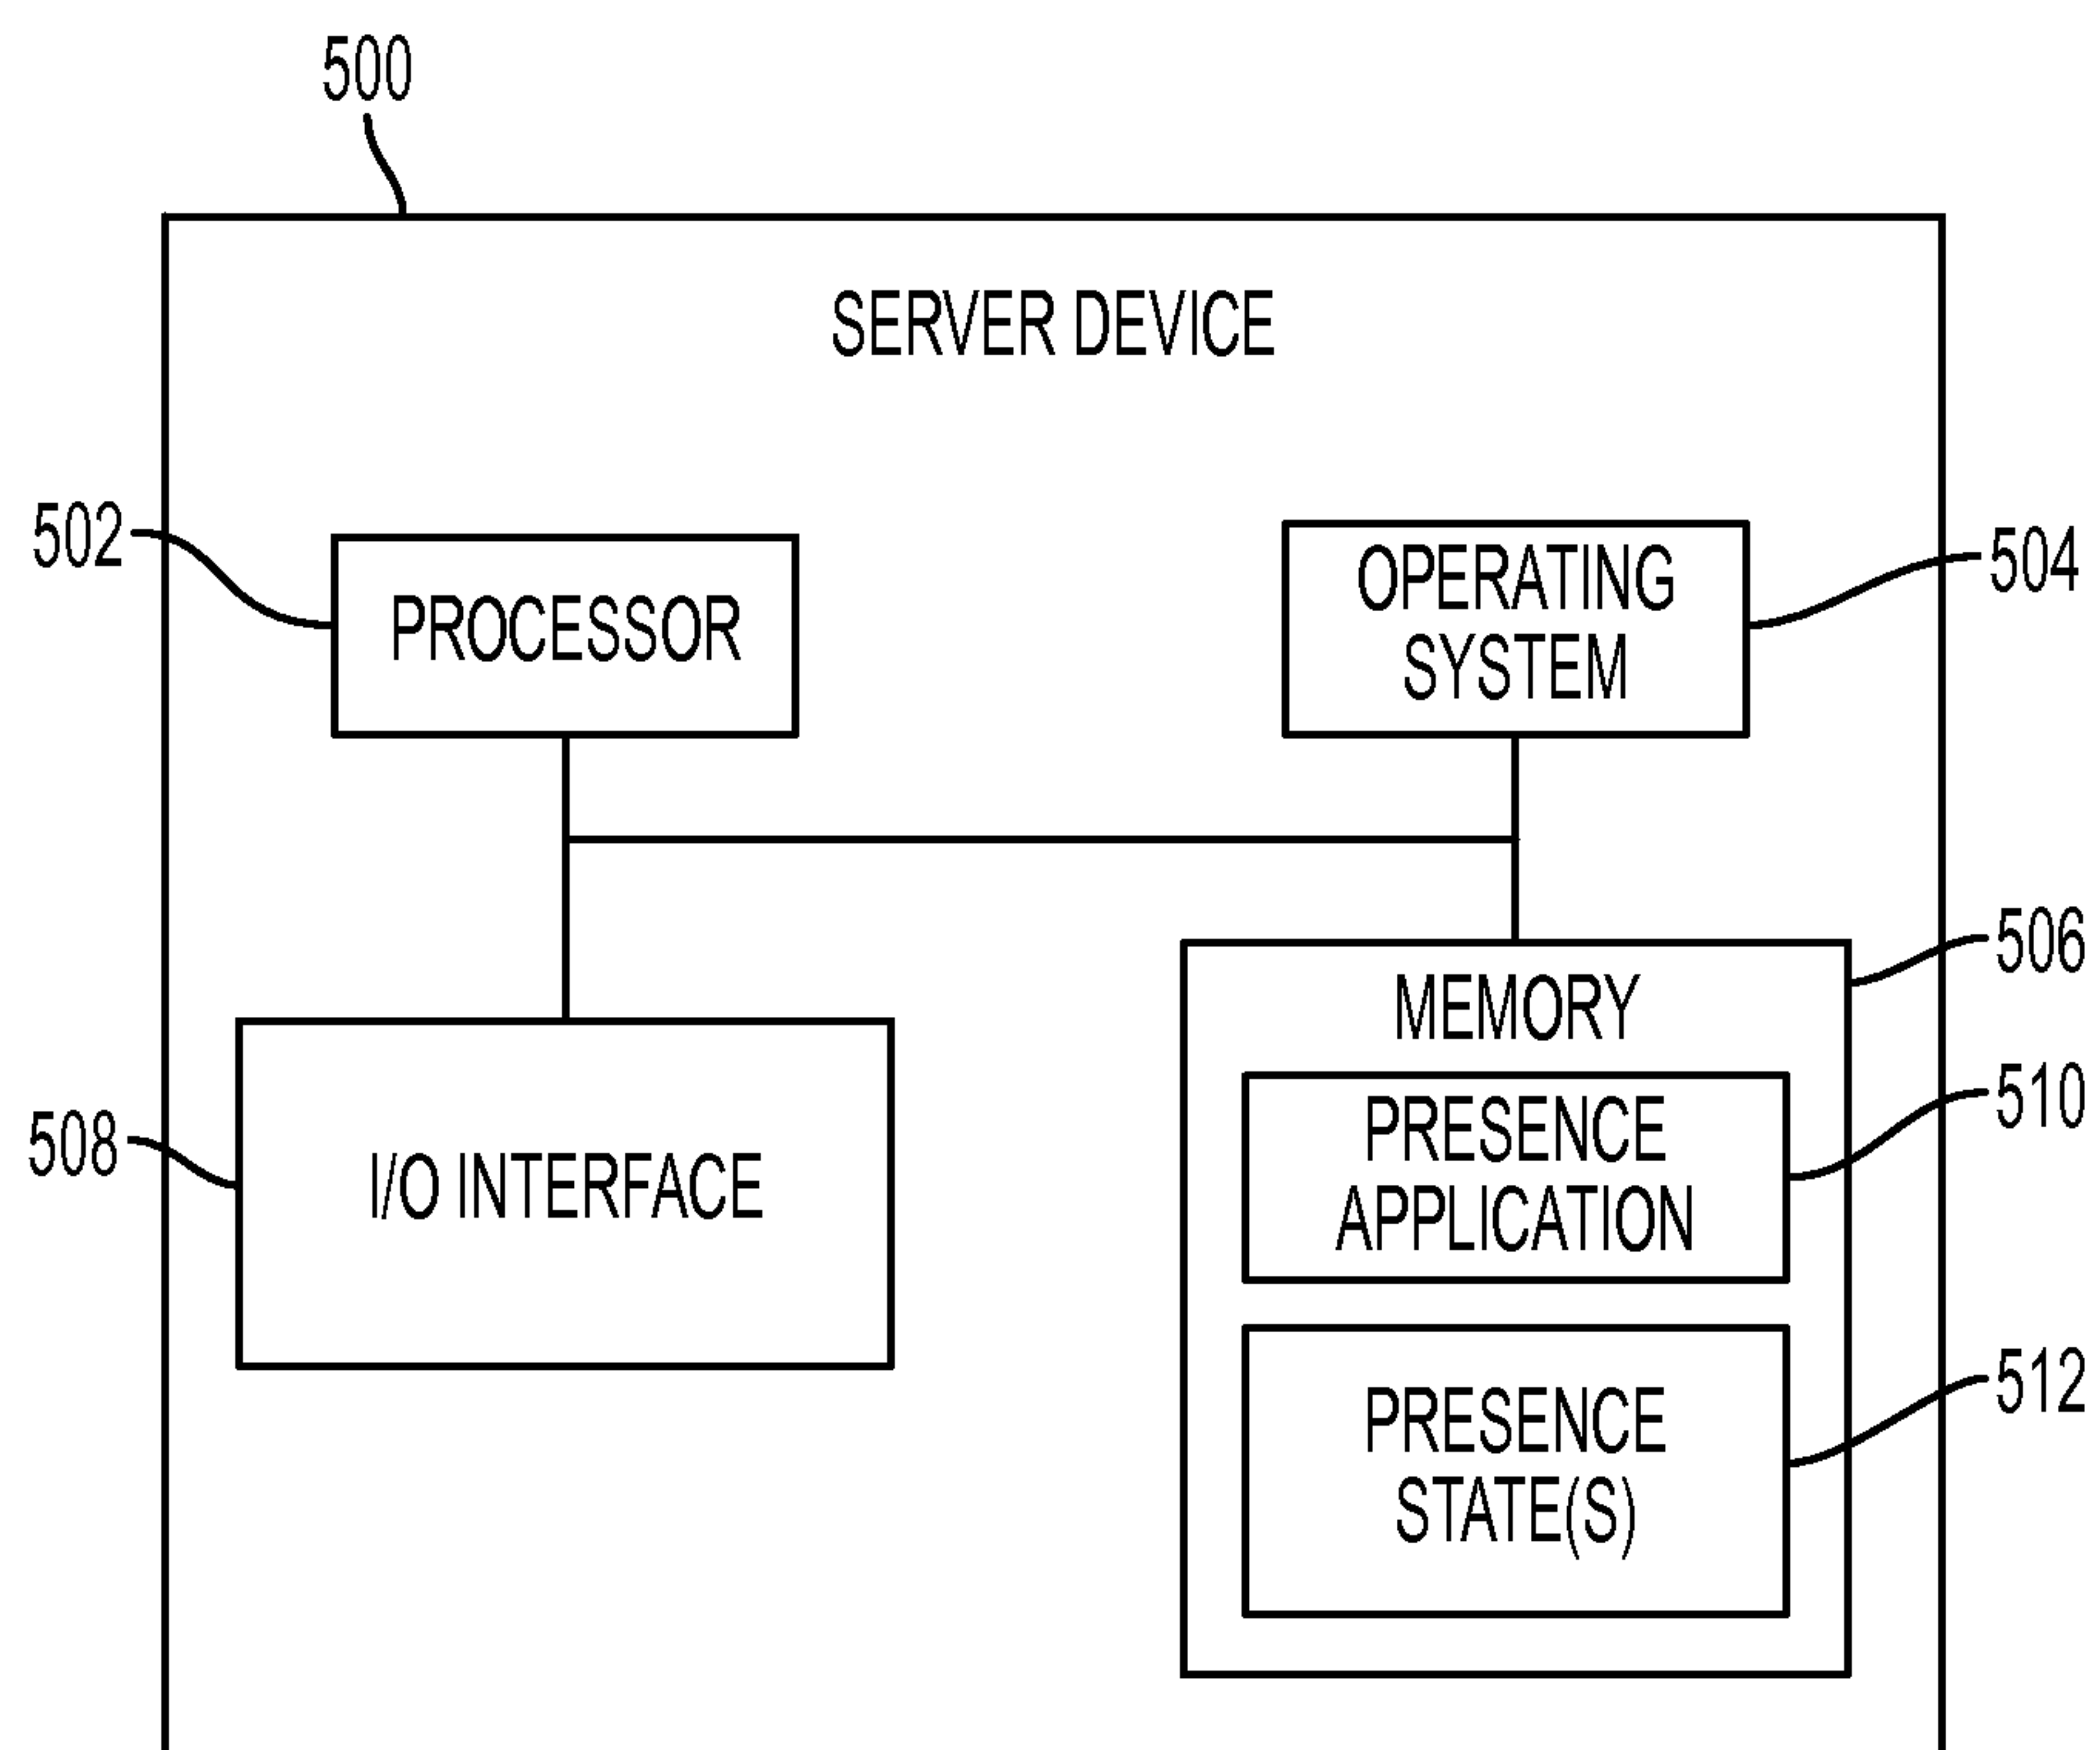 500
SERVER DEVICE
502
PROCESSOR
OPERATING
SYSTEM
504
506
MEMORY
510
PRESENCE
APPLICATION
508
I/O INTERFACE
512
PRESENCE
STATE(S)